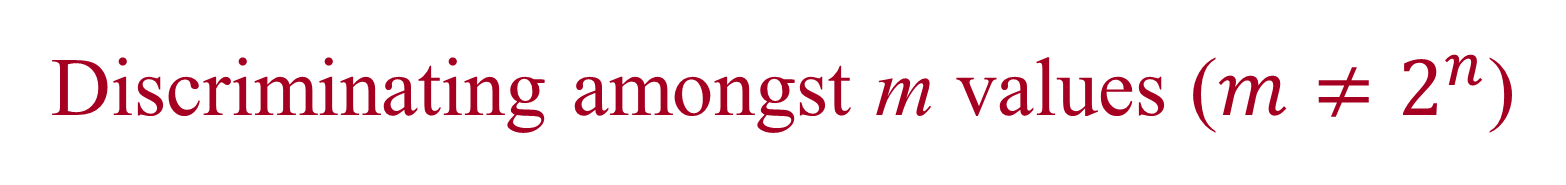 Discriminating amongst m values (m ≠ 2ⁿ)